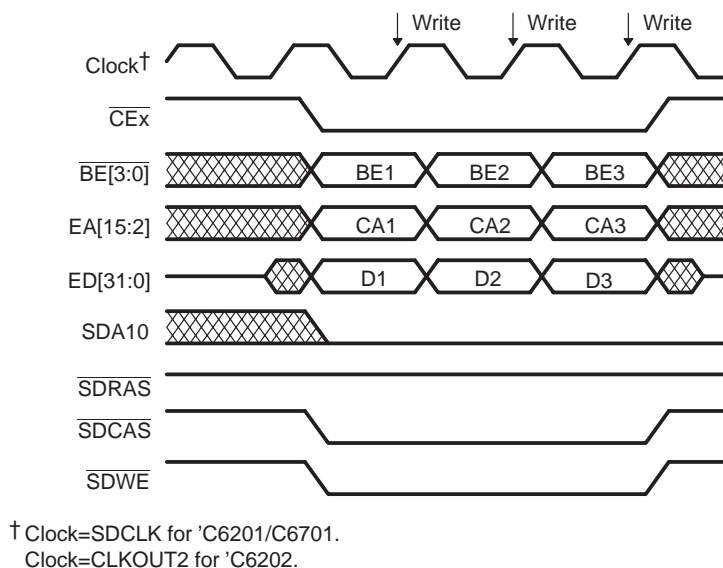 Write Write Write
Clock†
CEx
BE[3:0] BE1 BE2 BE3
EA[15:2] CA1 CA2 CA3
ED[31:0] D1 D2 D3
SDA10
SDRAS
SDCAS
SDWE
† Clock=SDCLK for 'C6201/C6701.
Clock=CLKOUT2 for 'C6202.